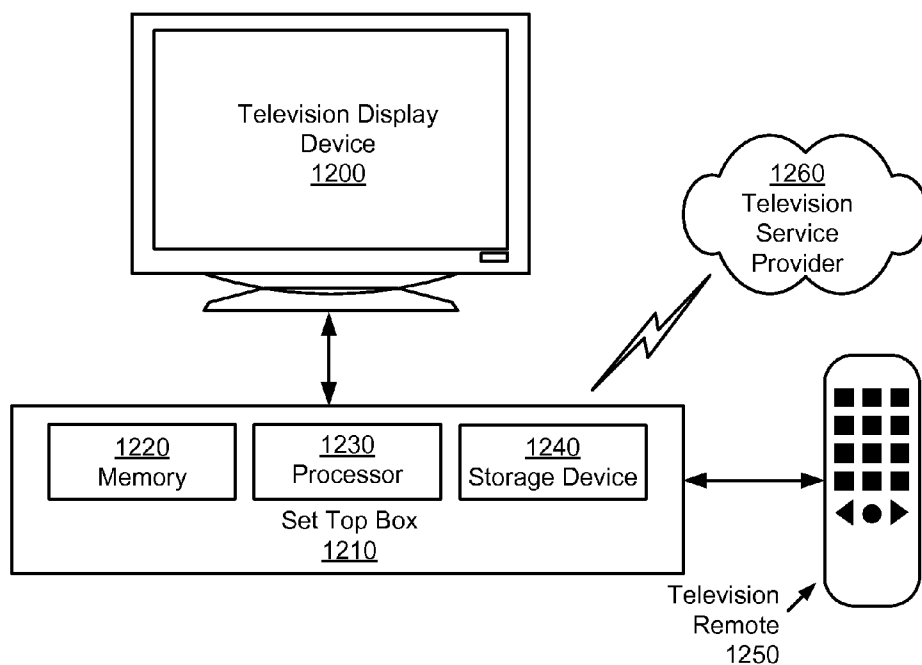 Television Display
Device
1200
1260
Television
Service
Provider
1220
Memory
1230
Processor
1240
Storage Device
Set Top Box
1210
Television
Remote
1250